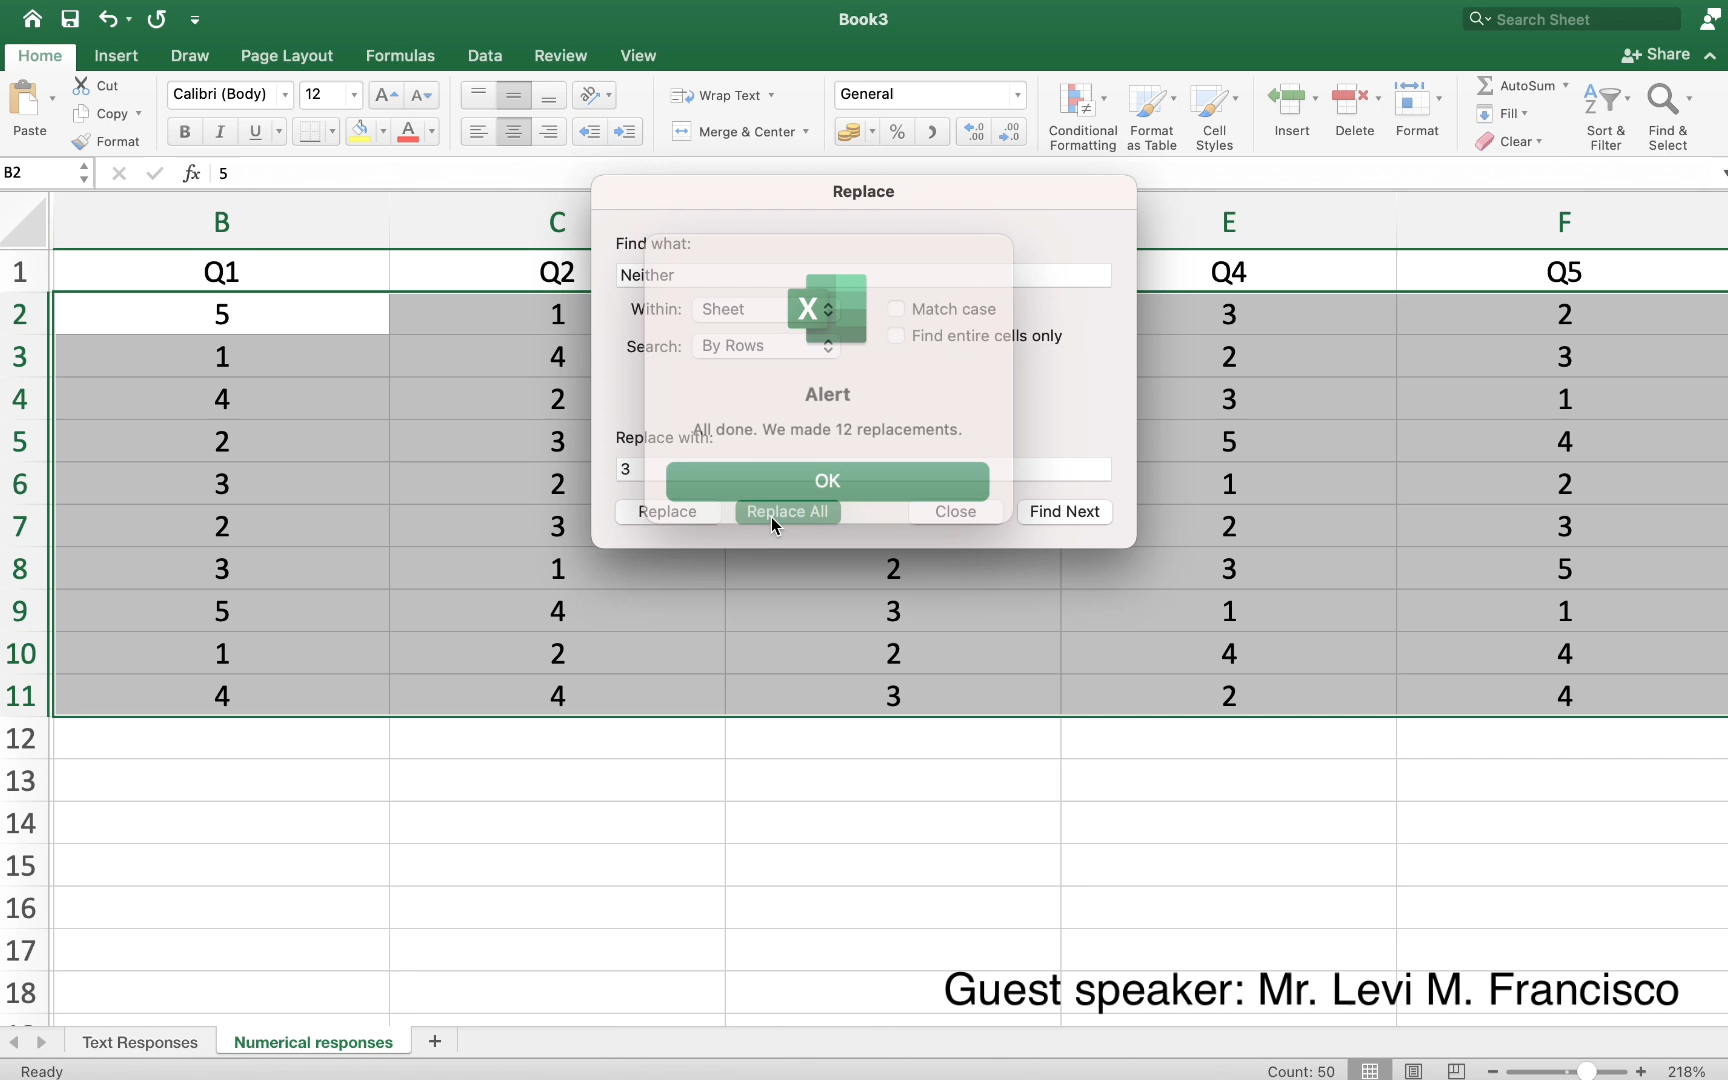 Book3
Search Sheet
Home Insert Draw Page Layout Formulas Data Review View Share
Paste Cut Copy Format
Calibri (Body) 12 A A
B I U A
Wrap Text
Merge & Center
General
%
Conditional Formatting
Format as Table
Cell Styles
Insert Delete Format
AutoSum
Fill
Clear
Sort & Filter
Find & Select
B2 fx 5
B C E F
1 Q1 Q2 Q4 Q5
2 5 1 3 2
3 1 4 2 3
4 4 2 3 1
5 2 3 5 4
6 3 2 1 2
7 2 3 2 3
8 3 1 2 3 5
9 5 4 3 1 1
10 1 2 2 4 4
11 4 4 3 2 4
12
13
14
15
16
17
18
Replace
Find what:
Neither
Within: Sheet Match case
Find entire cells only
Search: By Rows
X
Alert
All done. We made 12 replacements.
Replace with:
3
OK
Replace Replace All Close Find Next
Guest speaker: Mr. Levi M. Francisco
Text Responses Numerical responses +
Ready Count: 50 218%